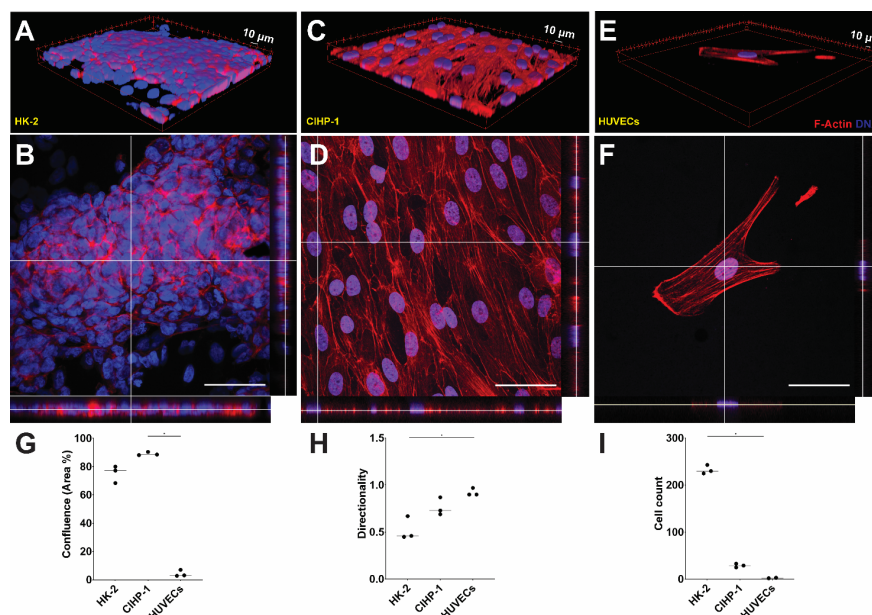 A
10 µm
HK-2
C
10 µm
CIHP-1
E
10 µm
HUVECs
F-Actin DN
B
D
F
G
Confluence (Area %)
100
80
60
40
20
0
HK-2
CIHP-1
HUVECs
H
Directionality
1.5
1.0
0.5
0.0
HK-2
CIHP-1
HUVECs
I
Cell count
300
200
100
0
HK-2
CIHP-1
HUVECs